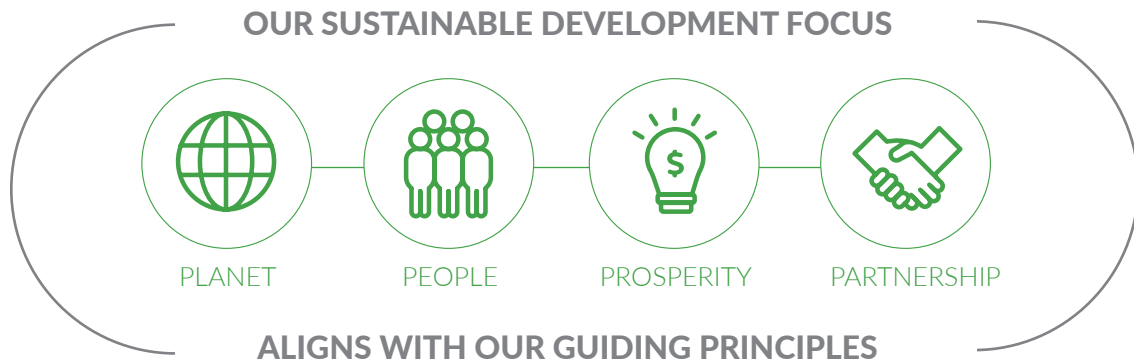 OUR SUSTAINABLE DEVELOPMENT FOCUS
$
PLANET
PEOPLE
PROSPERITY
PARTNERSHIP
ALIGNS WITH OUR GUIDING PRINCIPLES